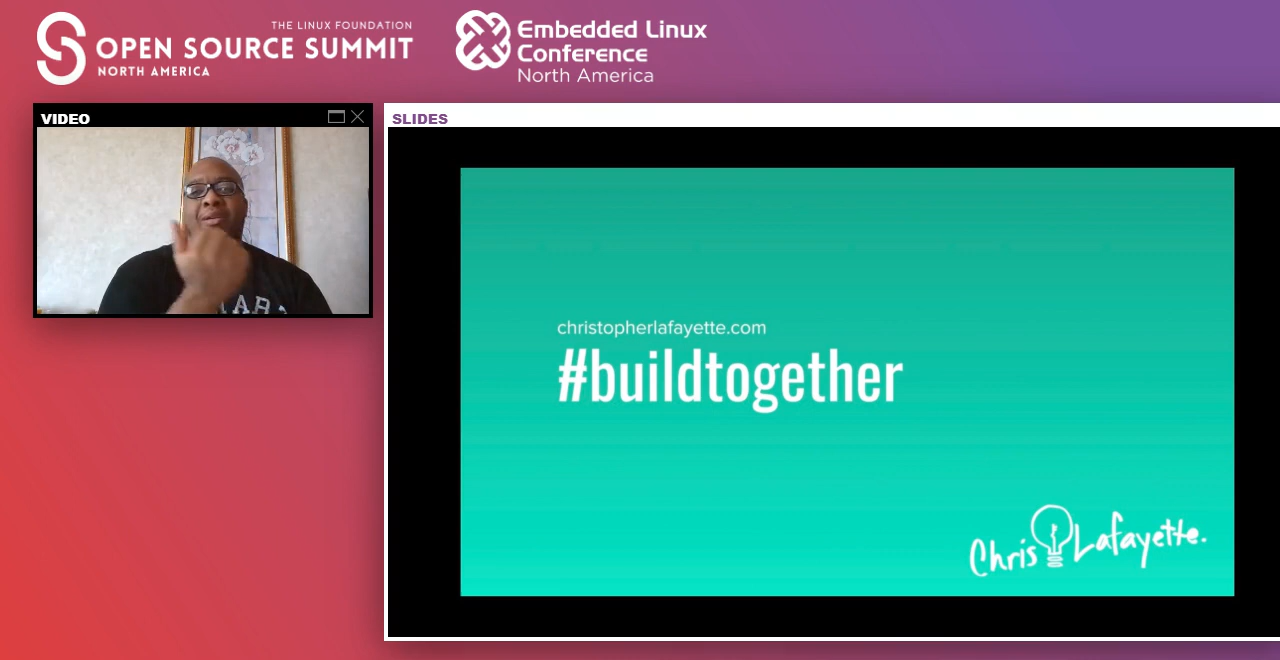 THE LINUX FOUNDATION
OPEN SOURCE SUMMIT
NORTH AMERICA
Embedded Linux
Conference
North America
VIDEO
SLIDES
christopherlafayette.com
#buildtogether
Chris Lafayette.